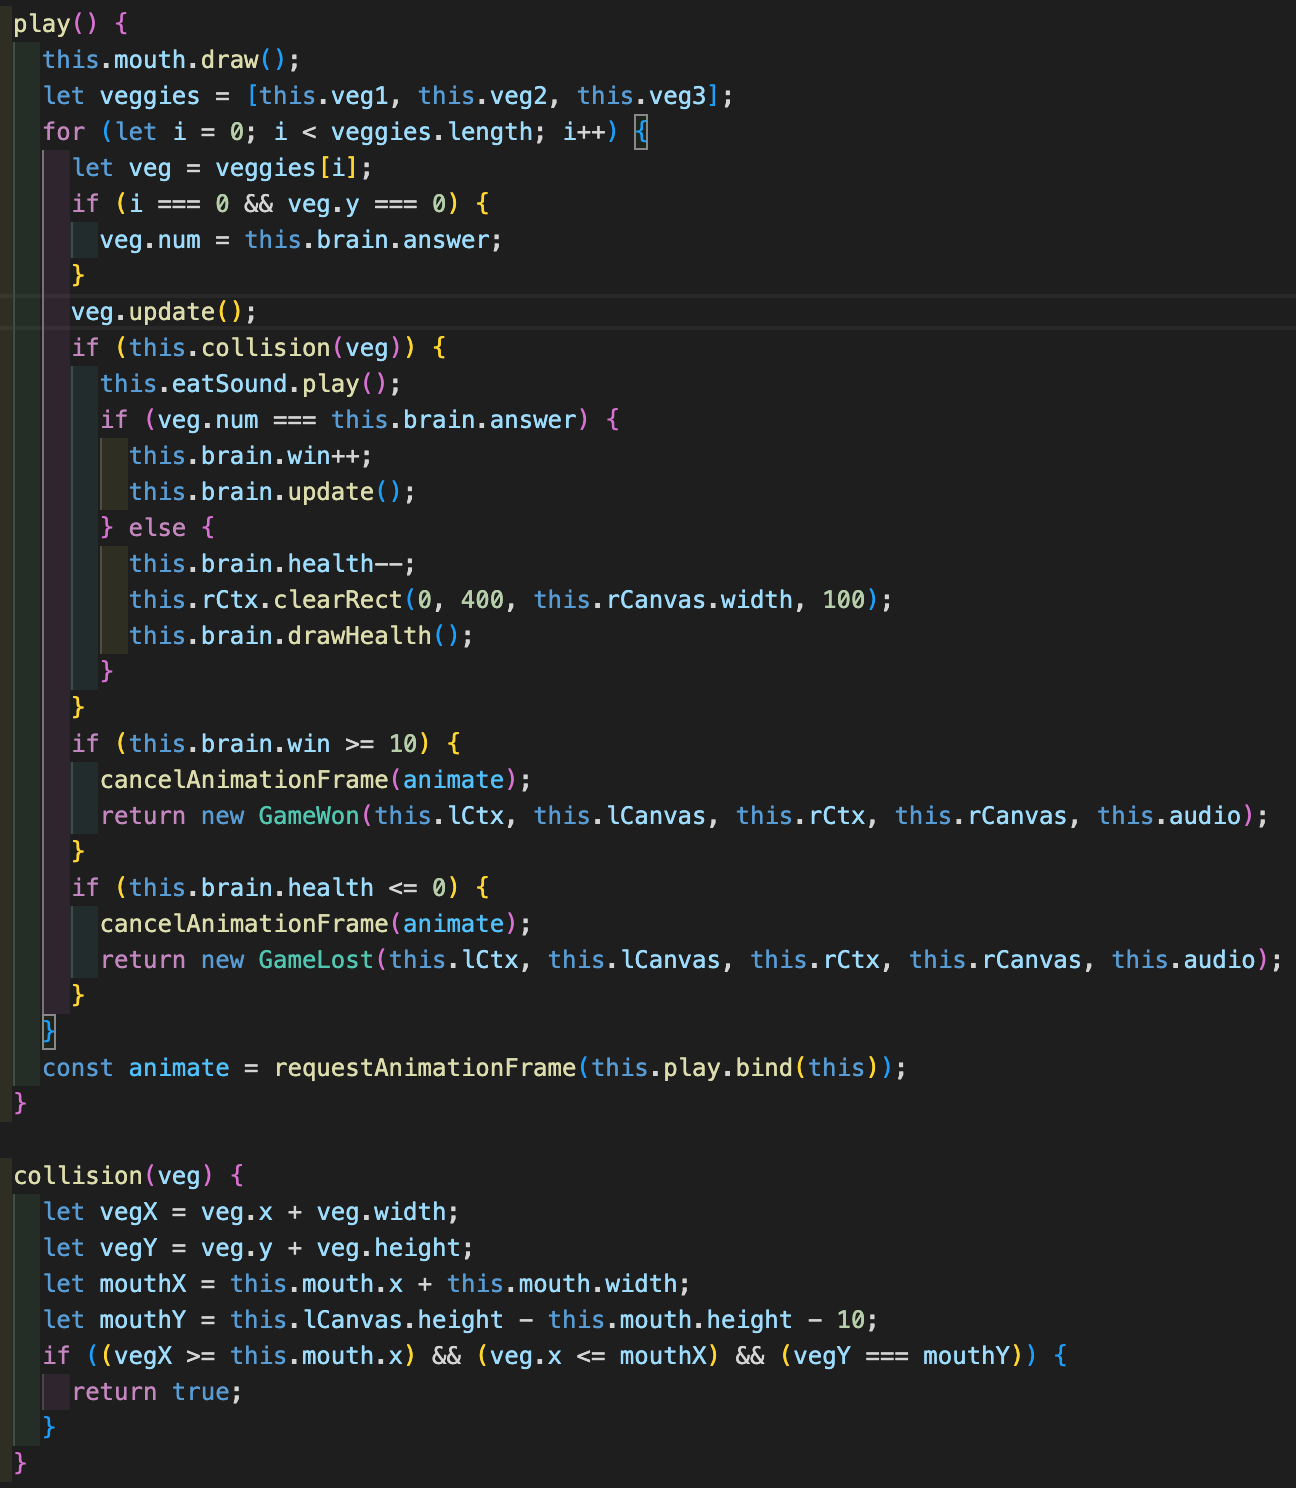 play() {
  this.mouth.draw();
  let veggies = [this.veg1, this.veg2, this.veg3];
  for (let i = 0; i < veggies.length; i++) {
    let veg = veggies[i];
    if (i === 0 && veg.y === 0) {
      veg.num = this.brain.answer;
    }
    veg.update();
    if (this.collision(veg)) {
      this.eatSound.play();
      if (veg.num === this.brain.answer) {
        this.brain.win++;
        this.brain.update();
      } else {
        this.brain.health--;
        this.rCtx.clearRect(0, 400, this.rCanvas.width, 100);
        this.brain.drawHealth();
      }
    }
    if (this.brain.win >= 10) {
      cancelAnimationFrame(animate);
      return new GameWon(this.lCtx, this.lCanvas, this.rCtx, this.rCanvas, this.audio);
    }
    if (this.brain.health <= 0) {
      cancelAnimationFrame(animate);
      return new GameLost(this.lCtx, this.lCanvas, this.rCtx, this.rCanvas, this.audio);
    }
  }
  const animate = requestAnimationFrame(this.play.bind(this));
}

collision(veg) {
  let vegX = veg.x + veg.width;
  let vegY = veg.y + veg.height;
  let mouthX = this.mouth.x + this.mouth.width;
  let mouthY = this.lCanvas.height - this.mouth.height - 10;
  if ((vegX >= this.mouth.x) && (veg.x <= mouthX) && (vegY === mouthY)) {
    return true;
  }
}